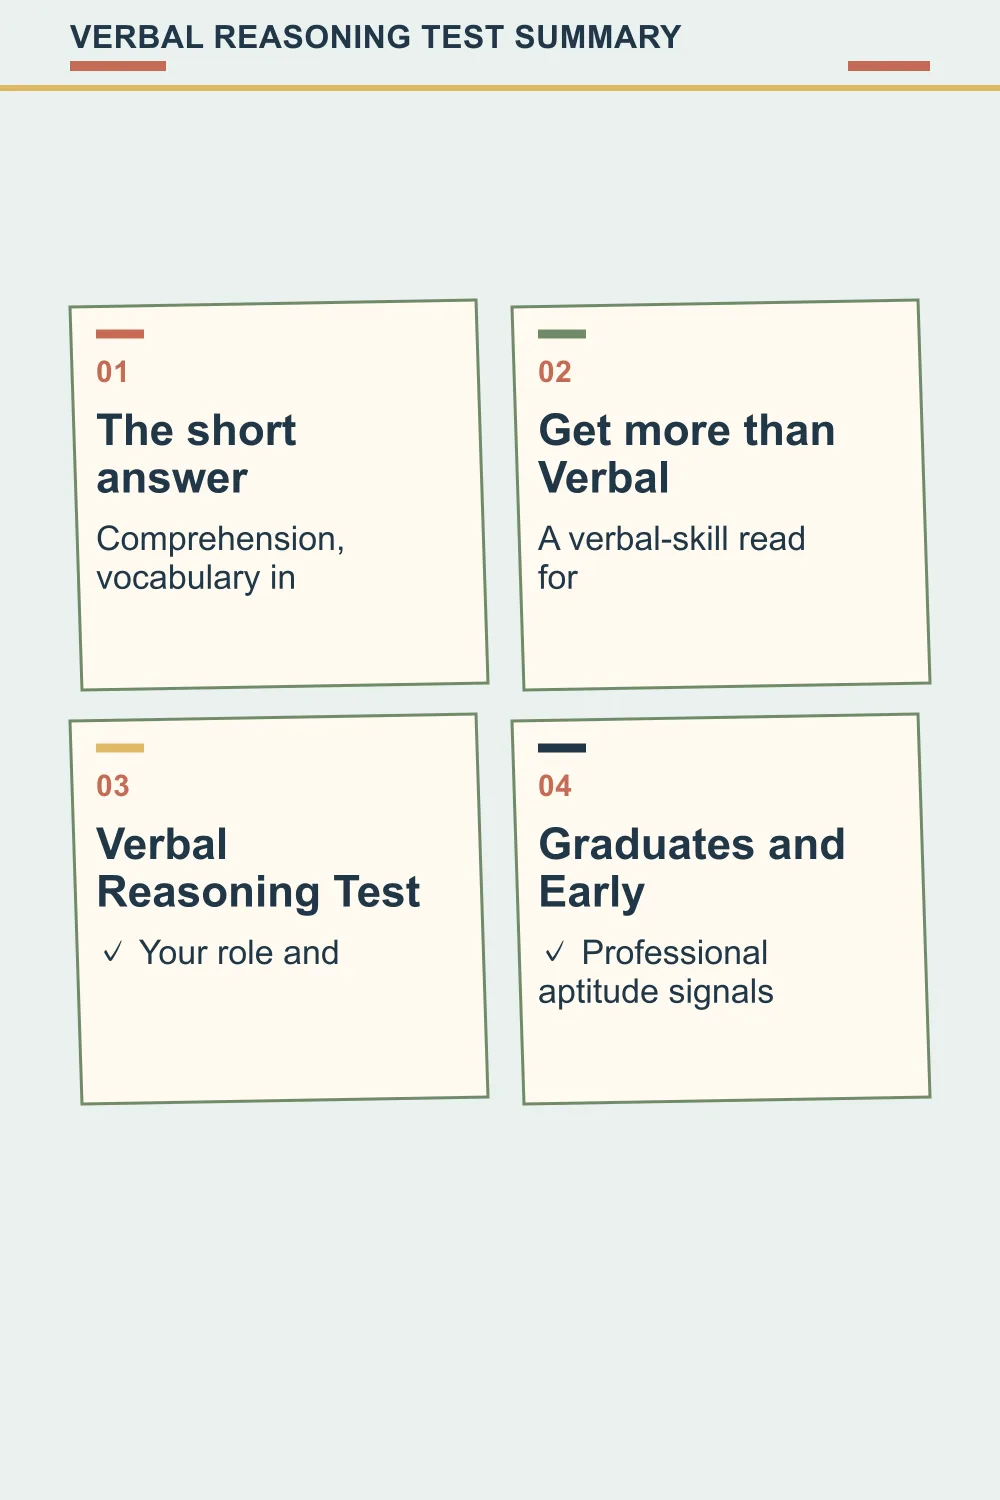 VERBAL REASONING TEST SUMMARY
01
The short
answer
Comprehension,
vocabulary in
02
Get more than
Verbal
A verbal-skill read
for
03
Verbal
Reasoning Test
✓ Your role and
04
Graduates and
Early
✓ Professional
aptitude signals